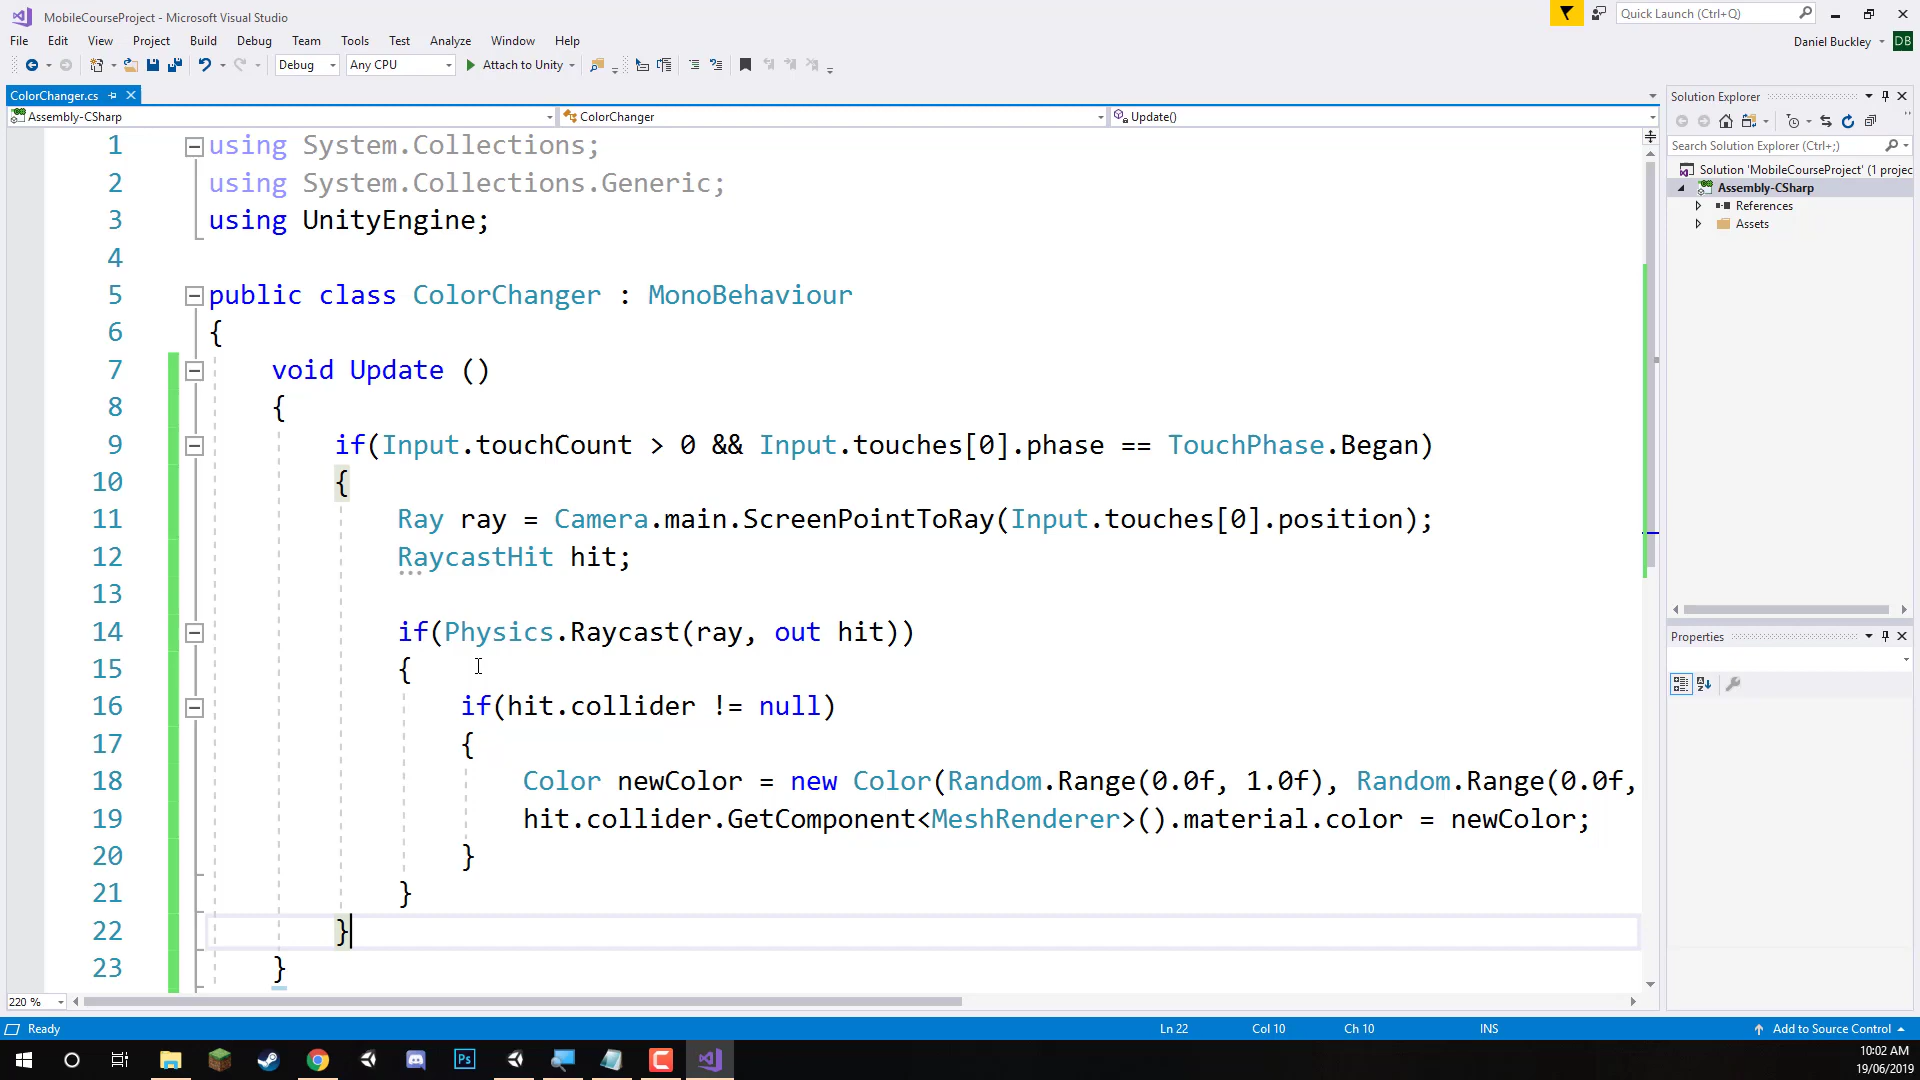 MobileCourseProject - Microsoft Visual Studio
Quick Launch (Ctrl+Q)
File Edit View Project Build Debug Team Tools Test Analyze Window Help
Daniel Buckley DB
Debug Any CPU Attach to Unity
ColorChanger.cs
Assembly-CSharp ColorChanger Update()
1 using System.Collections;
2 using System.Collections.Generic;
3 using UnityEngine;
4
5 public class ColorChanger : MonoBehaviour
6 {
7 void Update ()
8 {
9 if(Input.touchCount > 0 && Input.touches[0].phase == TouchPhase.Began)
10 {
11 Ray ray = Camera.main.ScreenPointToRay(Input.touches[0].position);
12 RaycastHit hit;
13
14 if(Physics.Raycast(ray, out hit))
15 {
16 if(hit.collider != null)
17 {
18 Color newColor = new Color(Random.Range(0.0f, 1.0f), Random.Range(0.0f,
19 hit.collider.GetComponent<MeshRenderer>().material.color = newColor;
20 }
21 }
22 }
23 }
220 %
Solution Explorer
Search Solution Explorer (Ctrl+;)
Solution 'MobileCourseProject' (1 projec
Assembly-CSharp
References
Assets
Properties
Ready
Ln 22 Col 10 Ch 10 INS
Add to Source Control
Ps
10:02 AM
19/06/2019